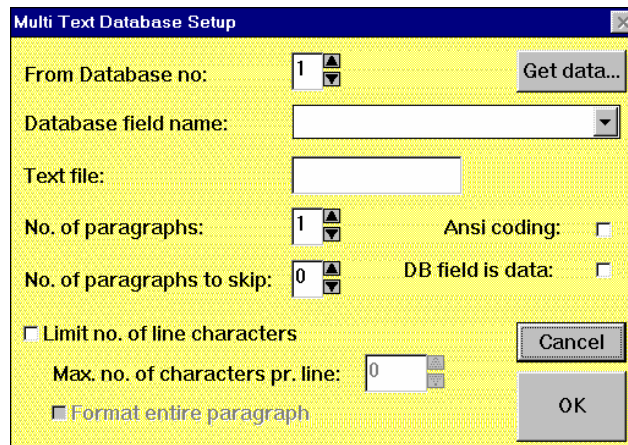 Multi Text Database Setup
From Database no: 1 Get data...
Database field name:
Text file:
No. of paragraphs: 1 Ansi coding:
No. of paragraphs to skip: 0 DB field is data:
Limit no. of line characters
Cancel
Max. no. of characters pr. line: 0
Format entire paragraph
OK